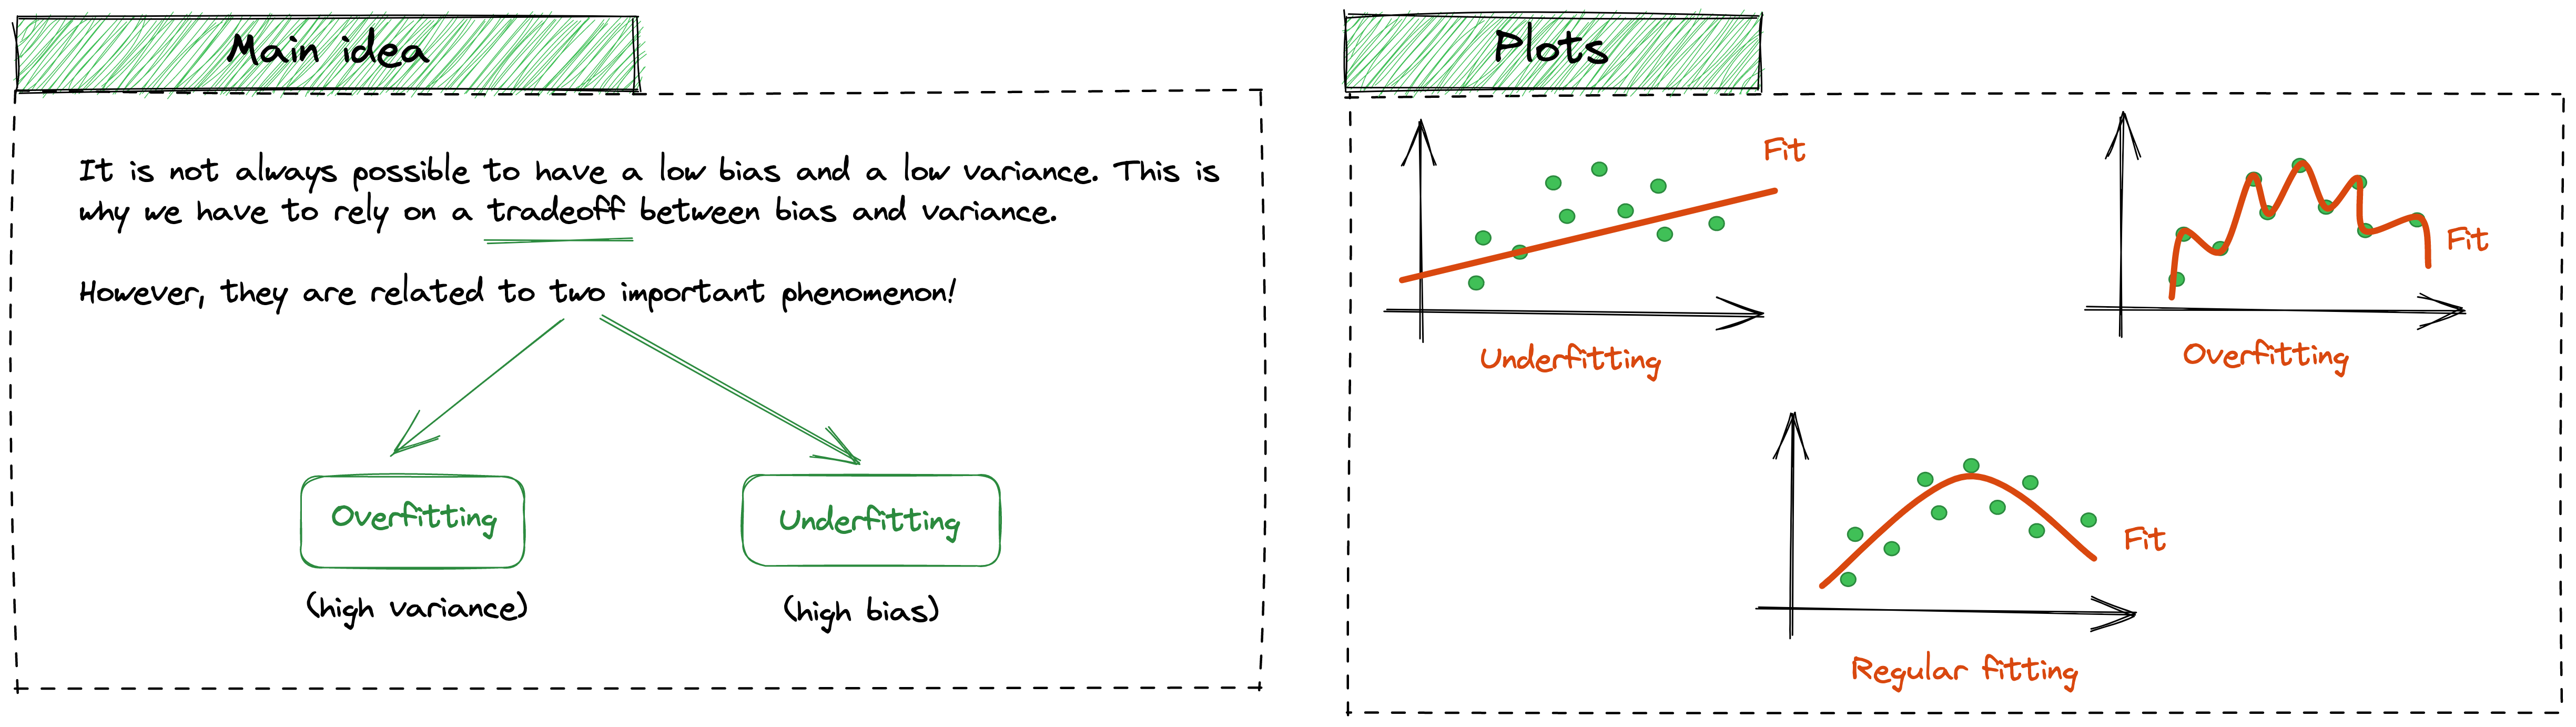 Main idea
It is not always possible to have a low bias and a low variance. This is
why we have to rely on a tradeoff between bias and variance.
However, they are related to two important phenomenon!
Overfitting
Underfitting
(high variance)
(high bias)
Plots
Fit
Underfitting
Fit
Overfitting
Fit
Regular fitting